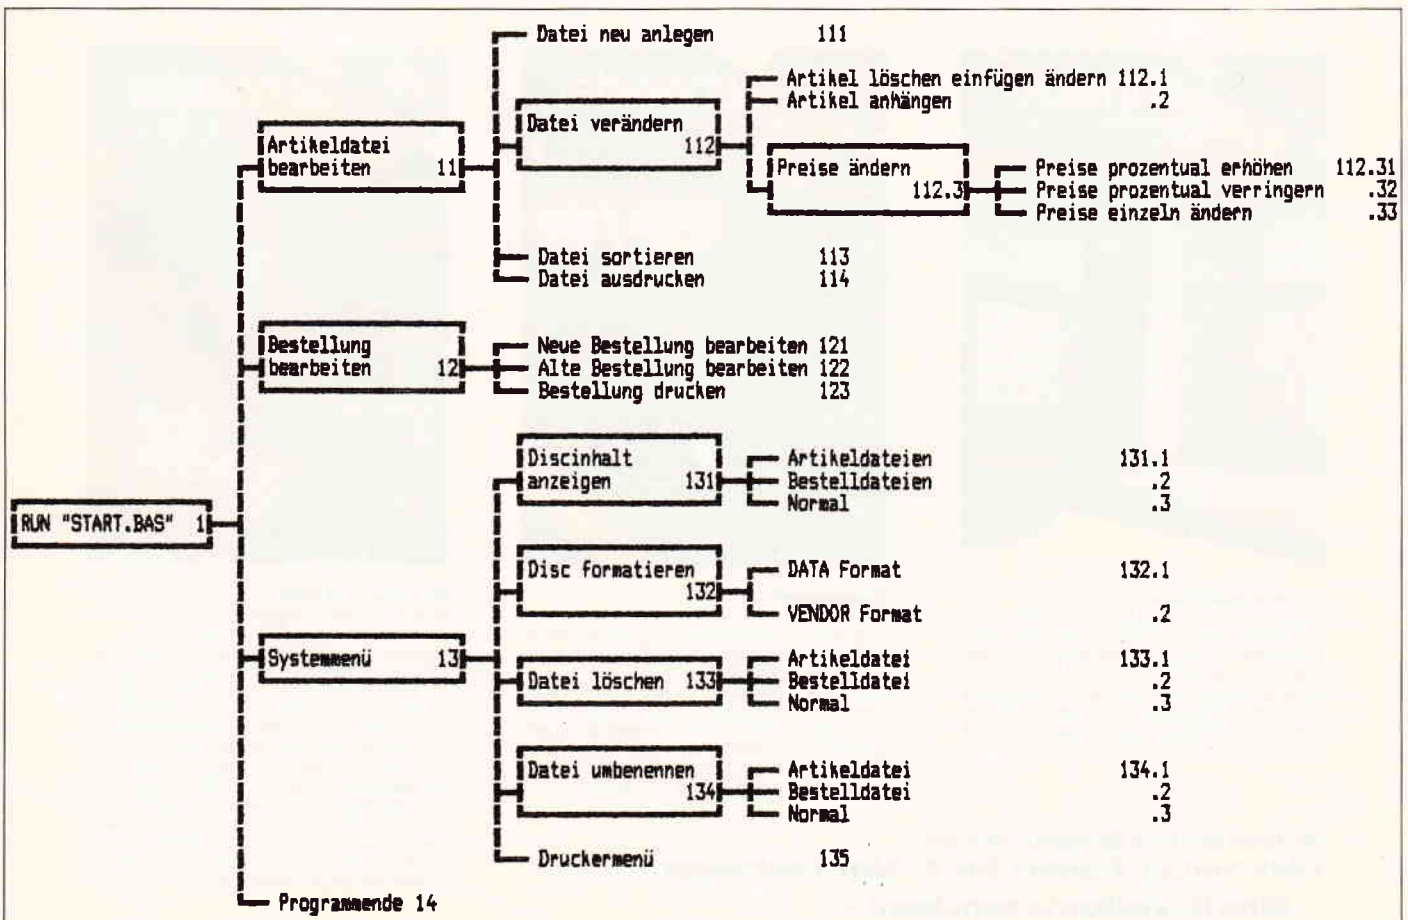 Datei neu anlegen 111
Artikel löschen einfügen ändern 112.1
Artikel anhängen .2
Datei verändern
112
Artikeldatei
bearbeiten 11
Preise ändern
112.3
Preise prozentual erhöhen 112.31
Preise prozentual verringern .32
Preise einzeln ändern .33
Datei sortieren 113
Datei ausdrucken 114
Bestellung
bearbeiten 12
Neue Bestellung bearbeiten 121
Alte Bestellung bearbeiten 122
Bestellung drucken 123
Discinhalt
anzeigen 131
Artikeldateien 131.1
Bestelldateien .2
Normal .3
RUN "START.BAS" 1
Disc formatieren
132
DATA Format 132.1
VENDOR Format .2
Systemmenü 13
Datei löschen 133
Artikeldatei 133.1
Bestelldatei .2
Normal .3
Datei umbenennen
134
Artikeldatei 134.1
Bestelldatei .2
Normal .3
Druckermenü 135
Programmende 14